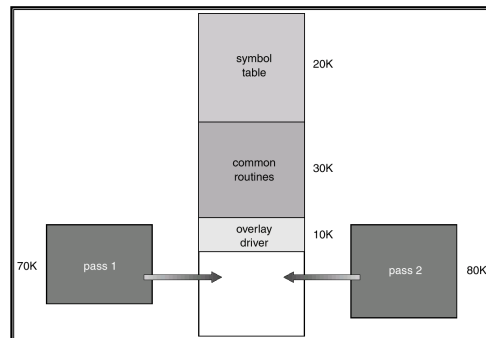 symbol
table
20K
common
routines
30K
overlay
driver
10K
70K
pass 1
pass 2
80K